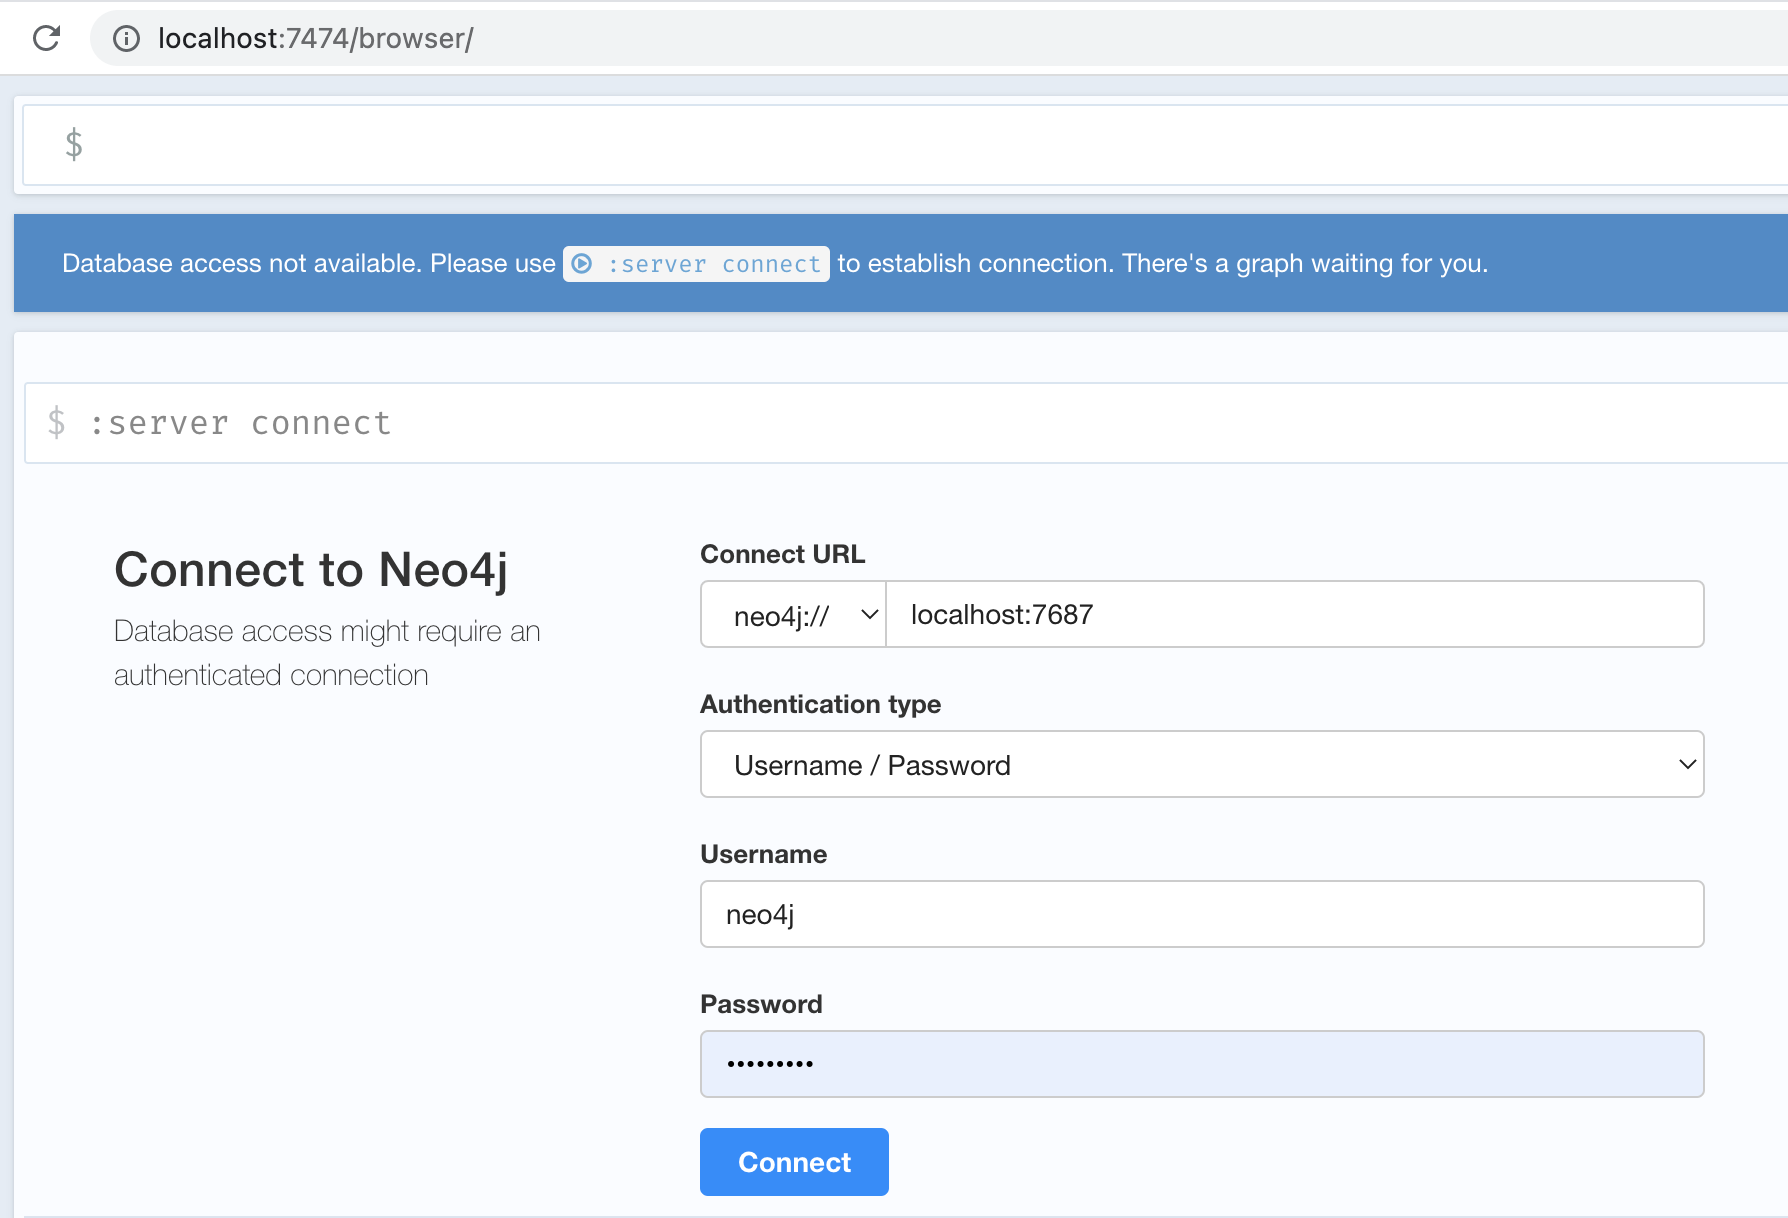 localhost:7474/browser/
$
Database access not available. Please use :server connect to establish connection. There's a graph waiting for you.
$ :server connect
Connect to Neo4j
Database access might require an
authenticated connection
Connect URL
neo4j:// localhost:7687
Authentication type
Username / Password
Username
neo4j
Password
•••••••••
Connect